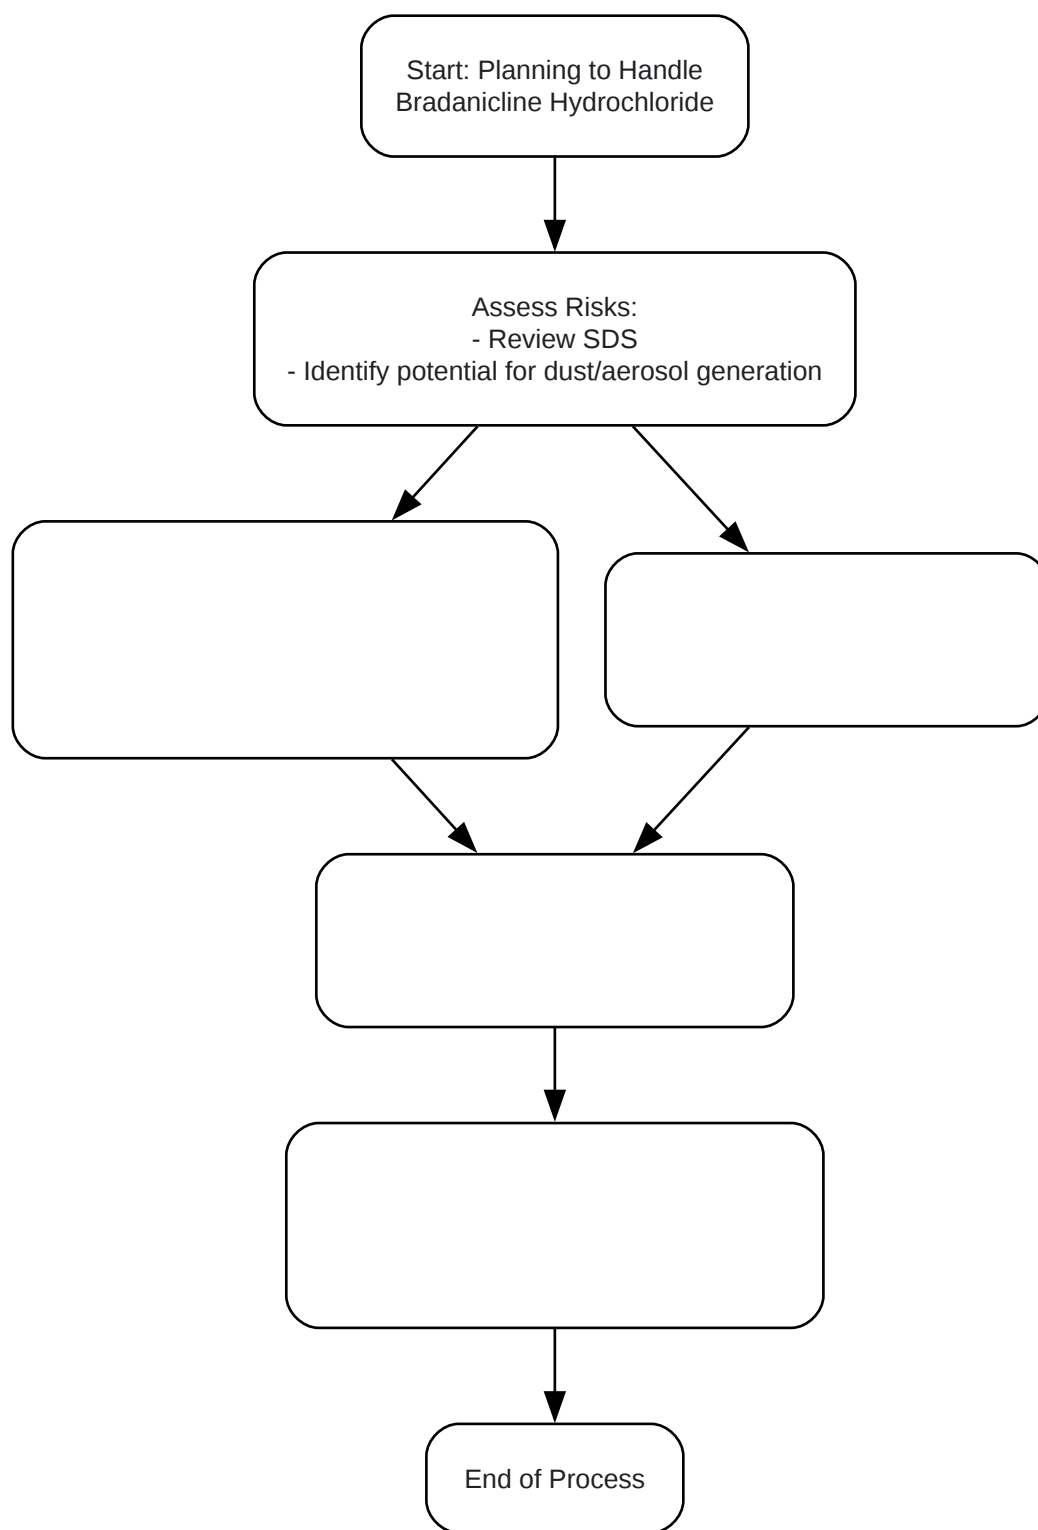 Start: Planning to Handle
Bradanicline Hydrochloride
Assess Risks:
- Review SDS
- Identify potential for dust/aerosol generation
End of Process